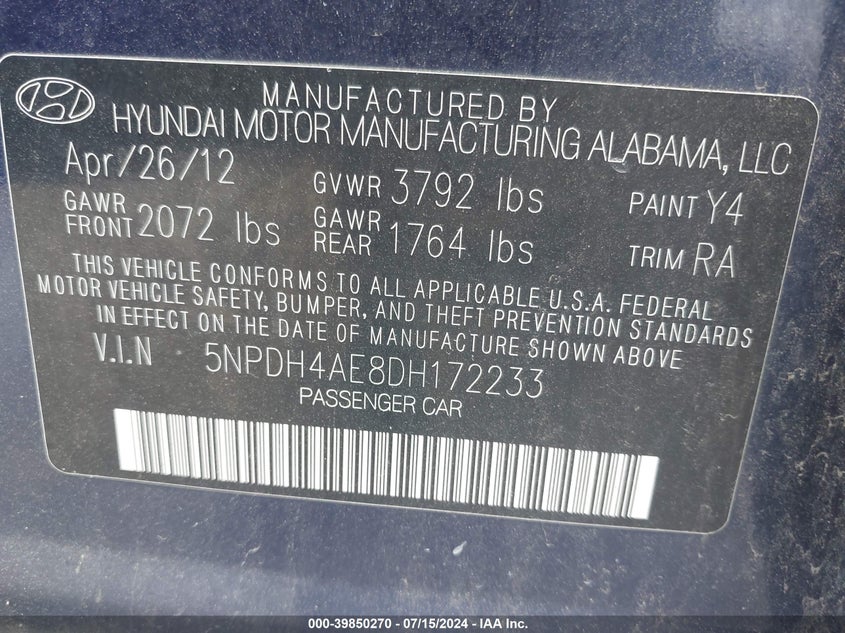 MANUFACTURED BY
HYUNDAI MOTOR MANUFACTURING ALABAMA, LLC
Apr/26/12 GVWR 3792 lbs PAINT Y4
GAWR FRONT 2072 lbs GAWR REAR 1764 lbs TRIM RA
THIS VEHICLE CONFORMS TO ALL APPLICABLE U.S.A. FEDERAL
MOTOR VEHICLE SAFETY, BUMPER, AND THEFT PREVENTION STANDARDS
IN EFFECT ON THE DATE OF MANUFACTURE SHOWN ABOVE
V.I.N 5NPDH4AE8DH172233
PASSENGER CAR
000-39850270 - 07/15/2024 - IAA Inc.